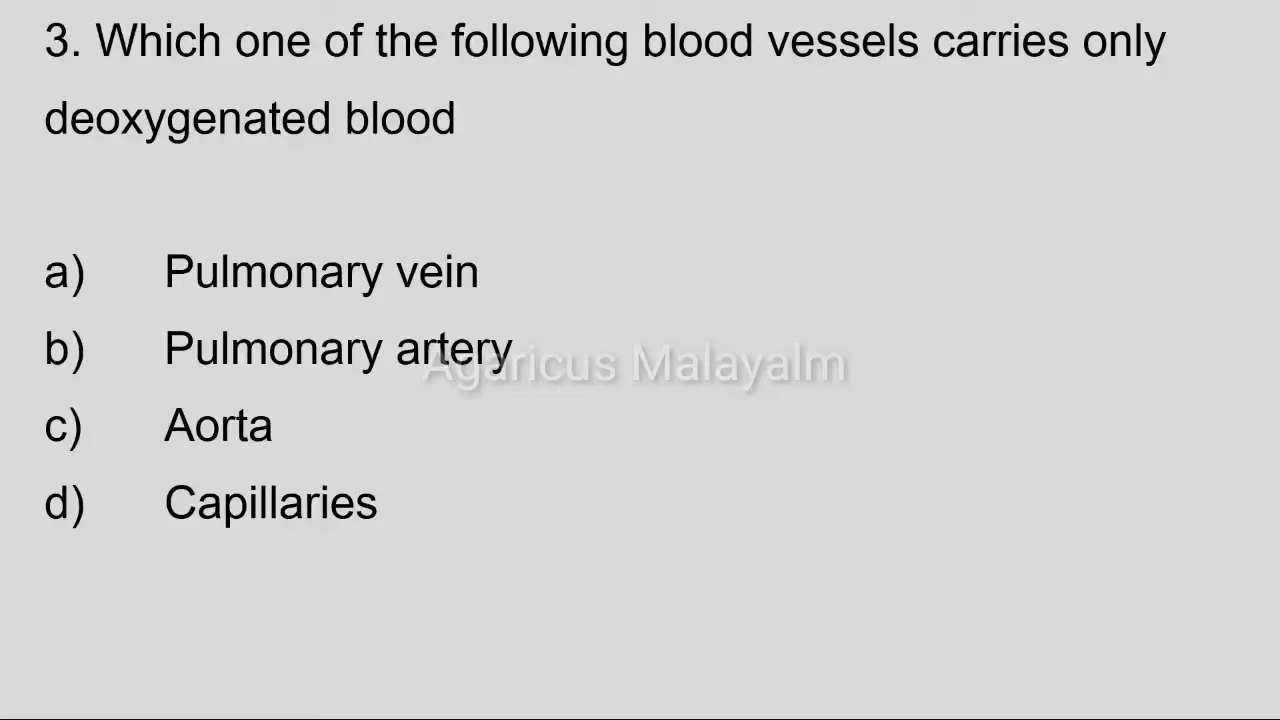 3. Which one of the following blood vessels carries only
deoxygenated blood
a) Pulmonary vein
b) Pulmonary artery
Agaricus Malayalm
c) Aorta
d) Capillaries